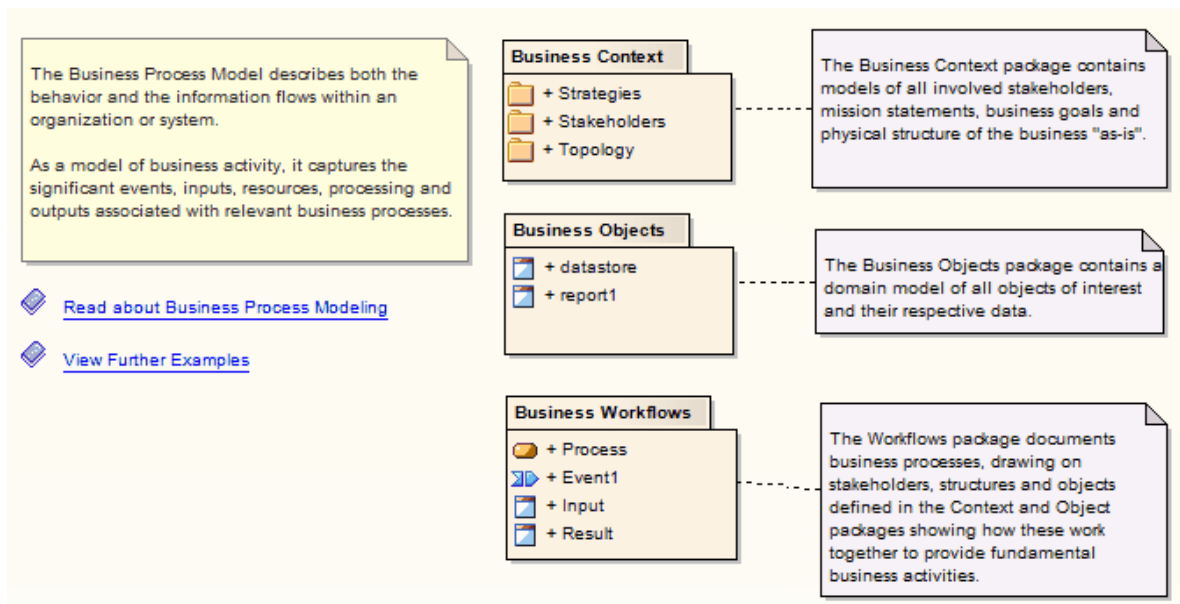 The Business Process Model describes both the
behavior and the information flows within an
organization or system.
As a model of business activity, it captures the
significant events, inputs, resources, processing and
outputs associated with relevant business processes.
Read about Business Process Modeling
View Further Examples
Business Context
+ Strategies
+ Stakeholders
+ Topology
The Business Context package contains
models of all involved stakeholders,
mission statements, business goals and
physical structure of the business "as-is".
Business Objects
+ datastore
+ report1
The Business Objects package contains a
domain model of all objects of interest
and their respective data.
Business Workflows
+ Process
+ Event1
+ Input
+ Result
The Workflows package documents
business processes, drawing on
stakeholders, structures and objects
defined in the Context and Object
packages showing how these work
together to provide fundamental
business activities.